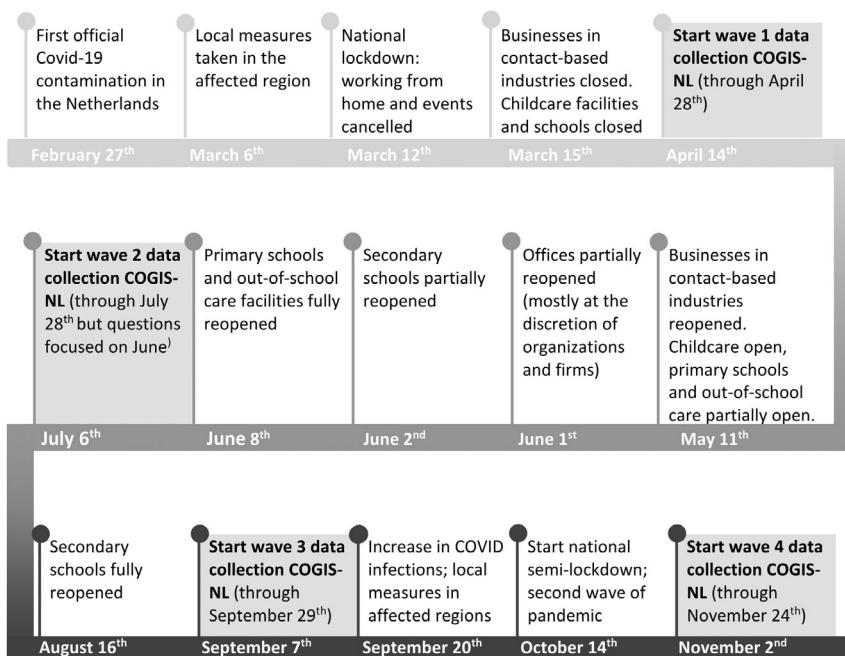 First official
Covid-19
contamination in
the Netherlands
February 27th
Local measures
taken in the
affected region
March 6th
National
lockdown:
working from
home and events
cancelled
March 12th
Businesses in
contact-based
industries closed.
Childcare facilities
and schools closed
March 15th
Start wave 1 data
collection COGIS-
NL (through April
28th)
April 14th
Start wave 2 data
collection COGIS-
NL (through July
28th but questions
focused on June)
July 6th
Primary schools
and out-of-school
care facilities fully
reopened
June 8th
Secondary
schools partially
reopened
June 2nd
Offices partially
reopened
(mostly at the
discretion of
organizations
and firms)
June 1st
Businesses in
contact-based
industries
reopened.
Childcare open,
primary schools
and out-of-school
care partially open.
May 11th
Secondary
schools fully
reopened
August 16th
Start wave 3 data
collection COGIS-
NL (through
September 29th)
September 7th
Increase in COVID
infections; local
measures in
affected regions
September 20th
Start national
semi-lockdown;
second wave of
pandemic
October 14th
Start wave 4 data
collection COGIS-
NL (through
November 24th)
November 2nd